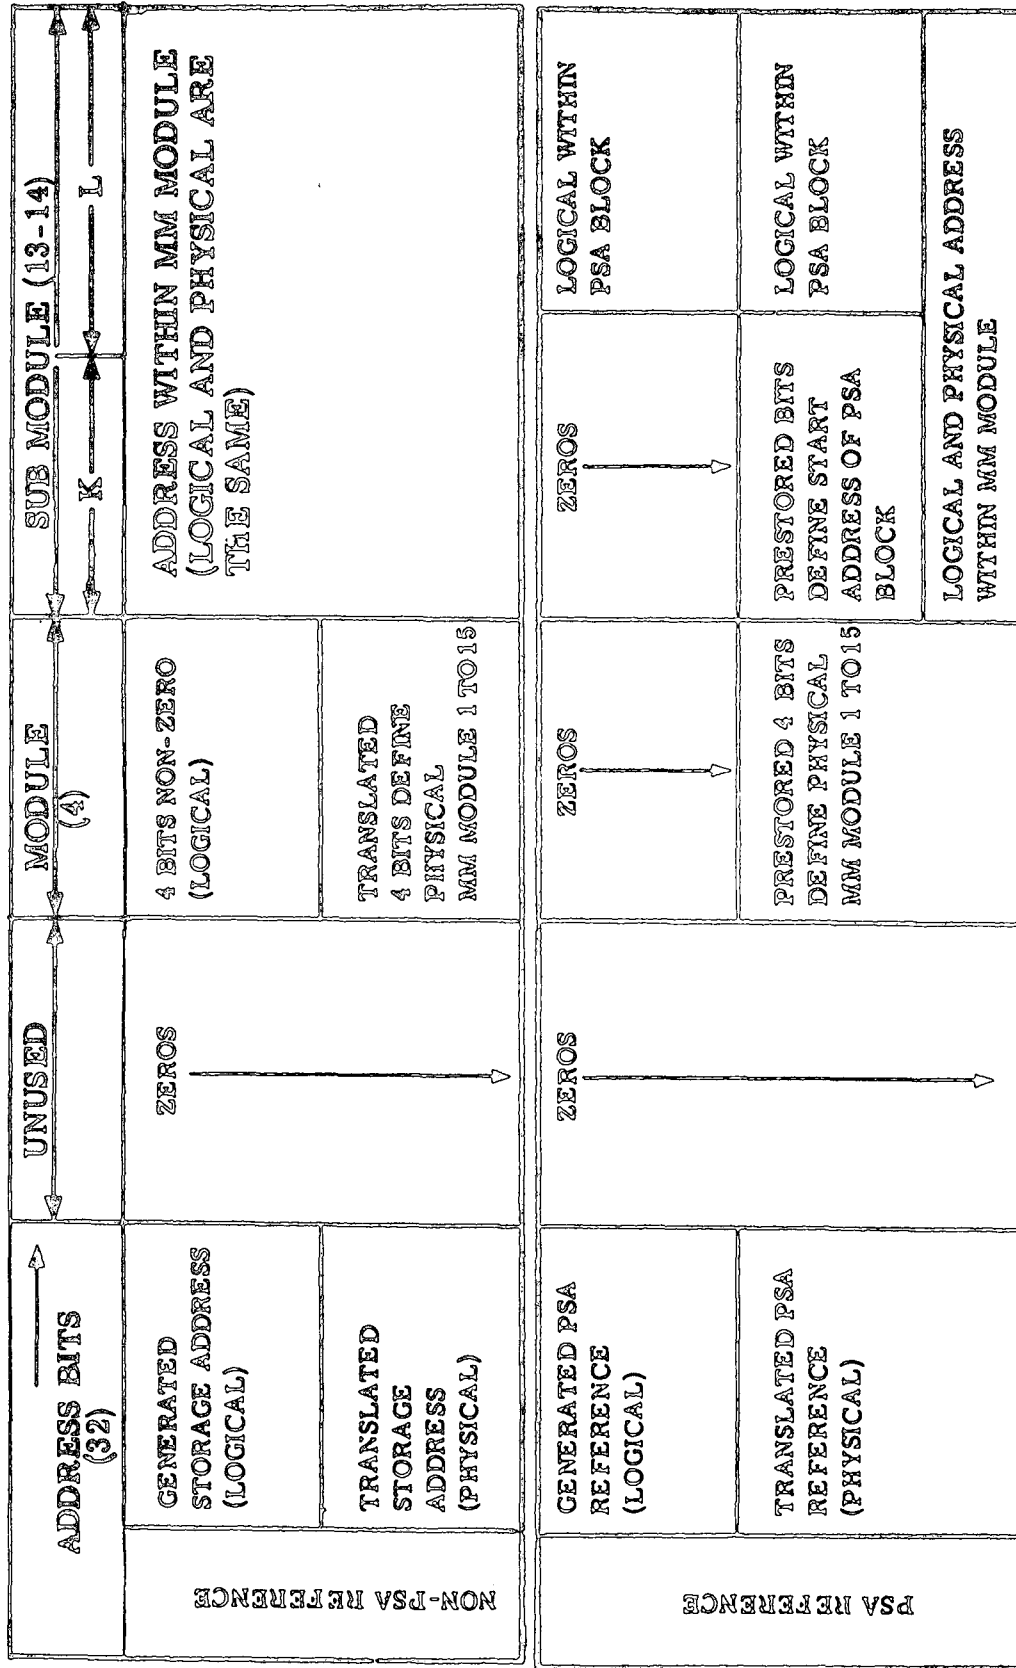 ADDRESS BITS
(32)
UNUSED
MODULE
(4)
SUB MODULE (13-14)
K
L
NON-PSA REFERENCE
GENERATED
STORAGE ADDRESS
(LOGICAL)
ZEROS
4 BITS NON-ZERO
(LOGICAL)
ADDRESS WITHIN MM MODULE
(LOGICAL AND PHYSICAL ARE
THE SAME)
TRANSLATED
STORAGE
ADDRESS
(PHYSICAL)
TRANSLATED
4 BITS DEFINE
PHYSICAL
MM MODULE 1 TO 15
PSA REFERENCE
GENERATED PSA
REFERENCE
(LOGICAL)
ZEROS
ZEROS
ZEROS
LOGICAL WITHIN
PSA BLOCK
TRANSLATED PSA
REFERENCE
(PHYSICAL)
PRESTORED 4 BITS
DEFINE PHYSICAL
MM MODULE 1 TO 15
PRESTORED BITS
DEFINE START
ADDRESS OF PSA
BLOCK
LOGICAL WITHIN
PSA BLOCK
LOGICAL AND PHYSICAL ADDRESS
WITHIN MM MODULE